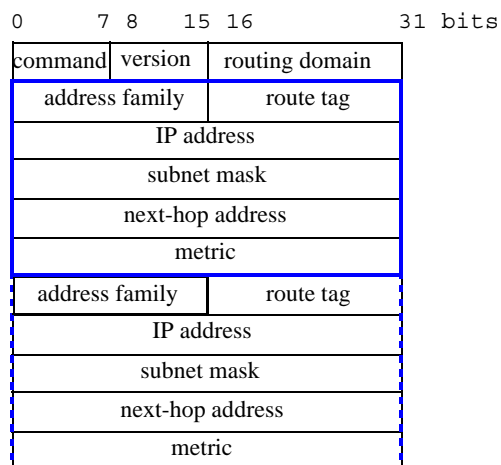 0 7 8 15 16 31 bits
command version routing domain
address family route tag
IP address
subnet mask
next-hop address
metric
address family route tag
IP address
subnet mask
next-hop address
metric